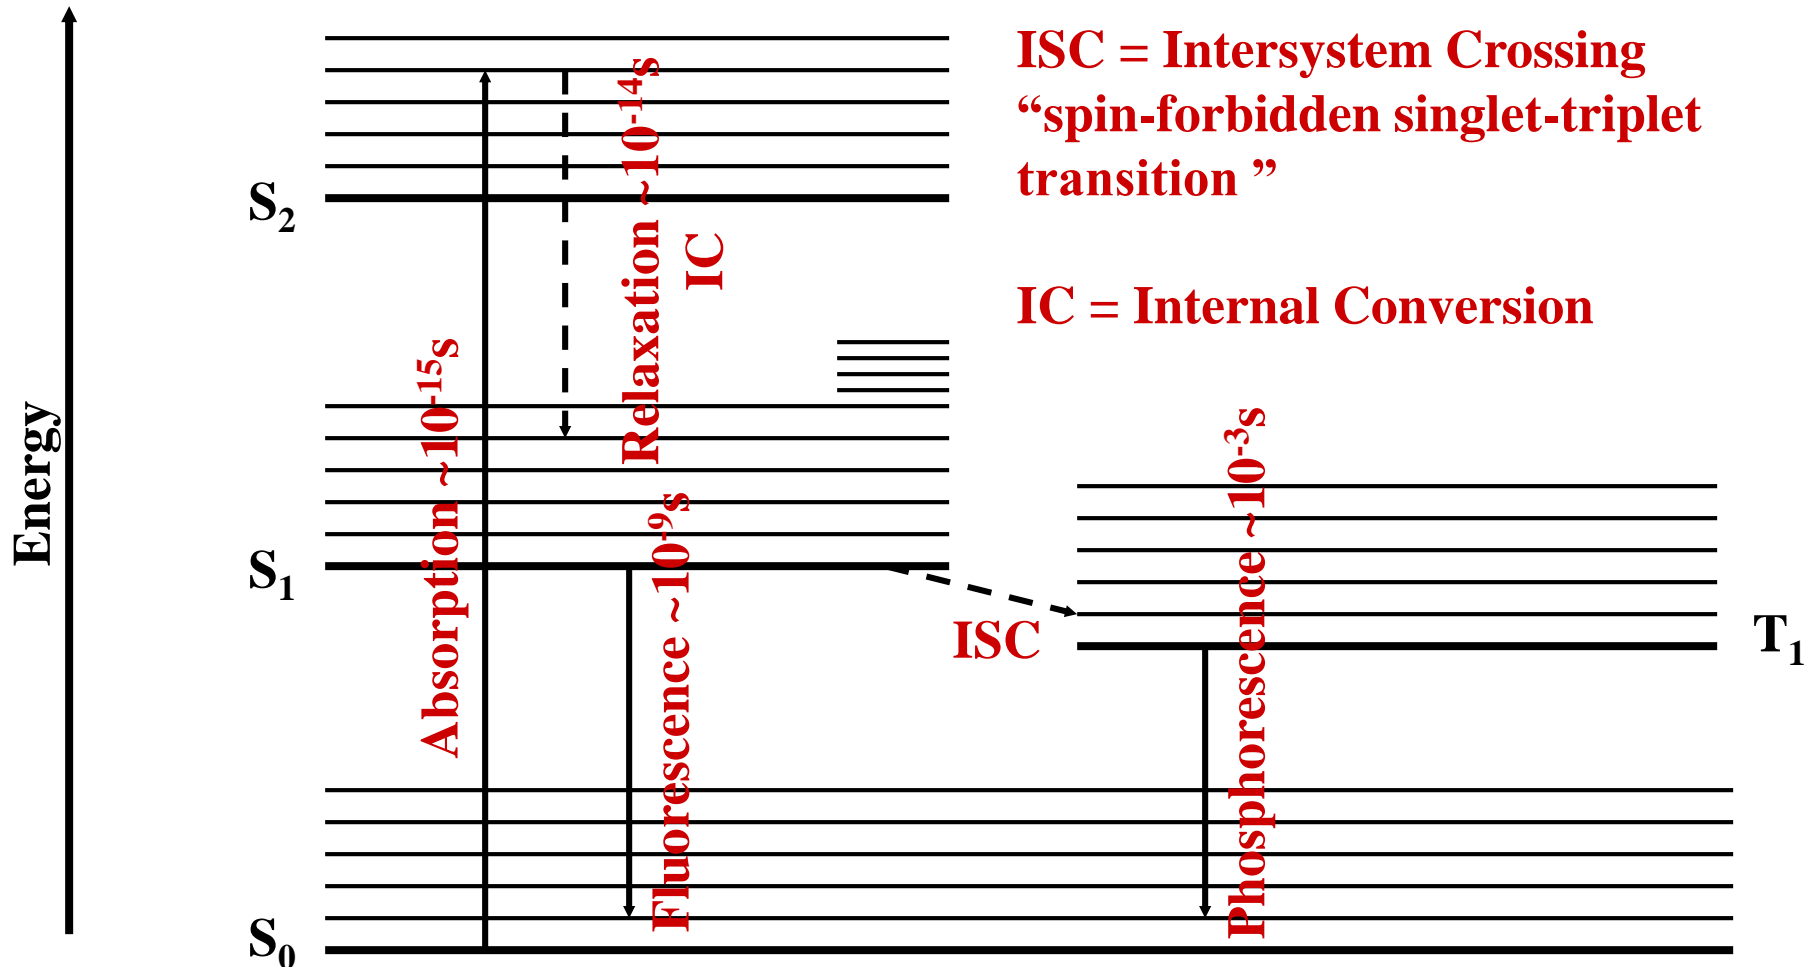 ISC = Intersystem Crossing
“spin-forbidden singlet-triplet
transition ”
IC = Internal Conversion
Energy
S₂
S₁
S₀
T₁
Absorption ~10⁻¹⁵s
Relaxation ~10⁻¹⁴s
IC
Fluorescence ~10⁻⁹s
ISC
Phosphorescence ~10⁻³s